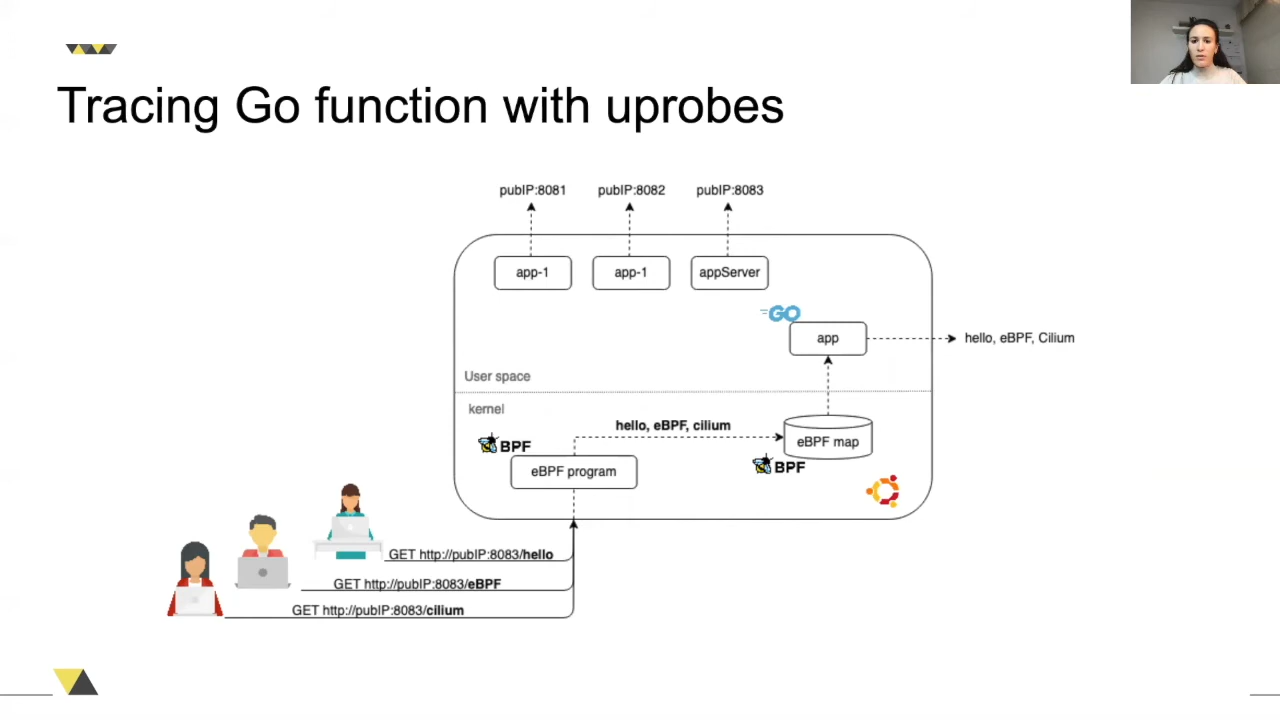 Tracing Go function with uprobes
pubIP:8081
pubIP:8082
pubIP:8083
app-1
app-1
appServer
GO
app
hello, eBPF, Cilium
User space
kernel
hello, eBPF, cilium
BPF
eBPF program
eBPF map
BPF
GET http://pubIP:8083/hello
GET http://pubIP:8083/eBPF
GET http://pubIP:8083/cilium